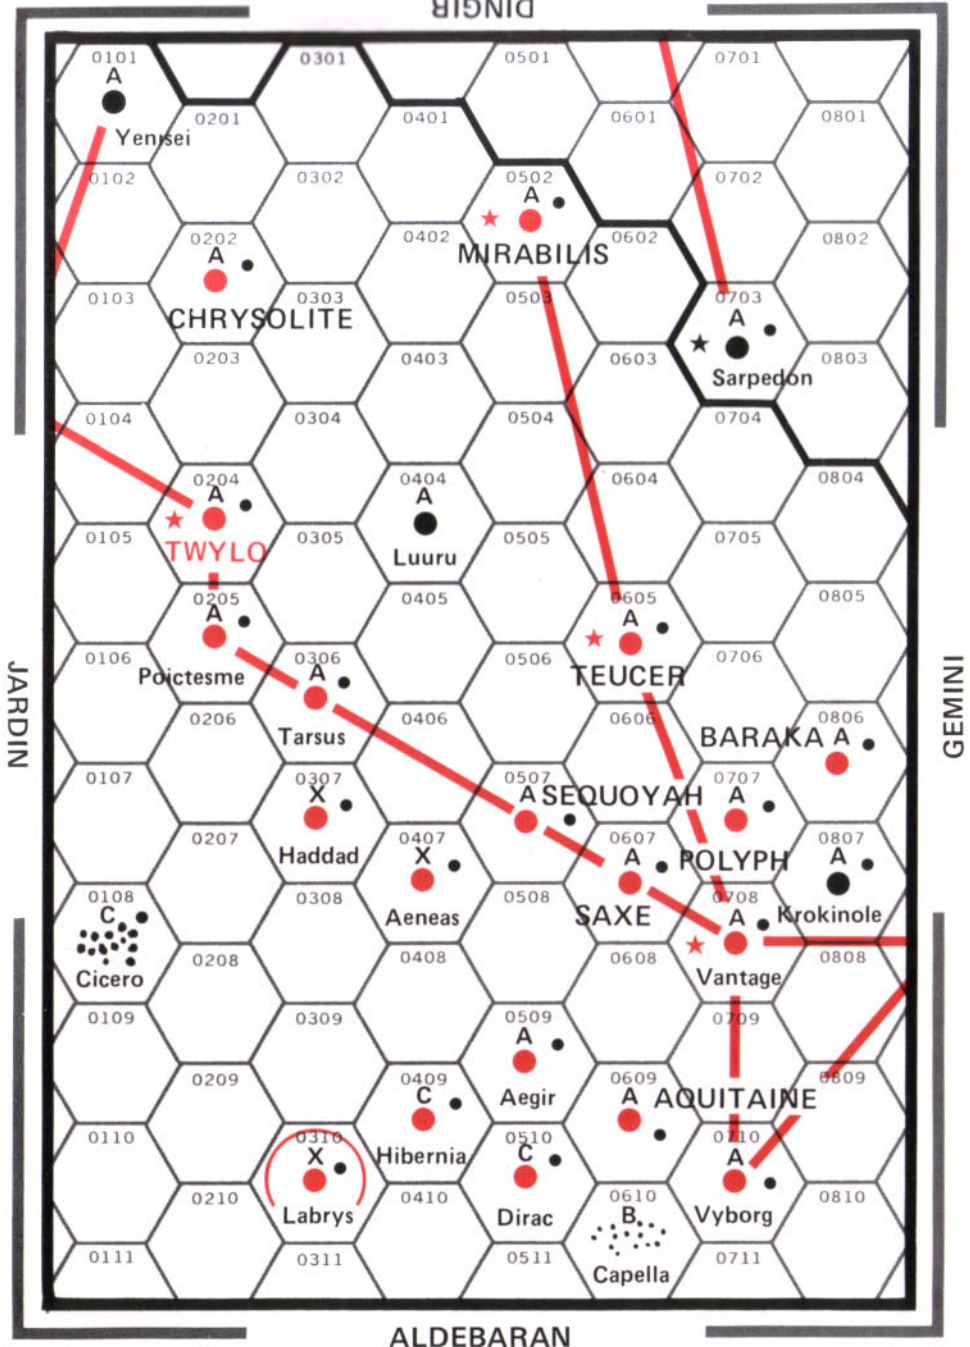 DINGIR
0101
0301
0501
0701
A
Yenisei
0201
0401
0601
0801
0102
0302
0502
0702
A
MIRABILIS
0202
0402
0602
0802
A
CHRYSOLITE
0103
0303
0503
0703
A
Sarpedon
0203
0403
0603
0803
0104
0304
0504
0704
0204
0404
0604
0804
A
A
TWYLO
Luuru
0105
0305
0505
0705
0205
0405
0605
0805
A
A
Poictesme
TEUCER
0106
0306
0506
0706
A
Tarsus
0206
0406
0606
0806
BARAKA A
0107
0307
0507
0707
X
A SEQUOYAH A
Haddad
0207
0407
0607
0807
X
A
POLYPH
A
Aeneas
SAXE
Krokinole
0108
0308
0508
0708
C
A
Cicero
Vantage
0208
0408
0608
0808
0109
0309
0509
0709
A
Aegir
0209
0409
0609
0809
C
A
AQUITAINE
Hibernia
0110
0310
0510
0710
X
C
A
Labrys
Dirac
Vyborg
0210
0410
0610
0810
B
Capella
0111
0311
0511
0711
JARDIN
GEMINI
ALDEBARAN